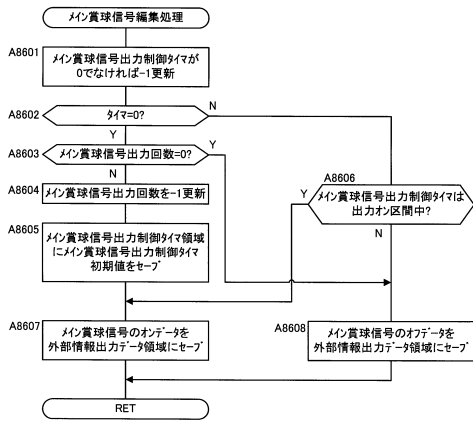 メイン賞球信号編集処理
A8601
メイン賞球信号出力制御タイマが
0でなければ-1更新
A8602
タイマ=0?
N
Y
A8603
メイン賞球信号出力回数=0?
Y
N
A8604
メイン賞球信号出力回数を-1更新
A8605
メイン賞球信号出力制御タイマ領域
にメイン賞球信号出力制御タイマ
初期値をセーブ
A8606
Y
メイン賞球信号出力制御タイマは
出力オン区間中?
N
A8607
メイン賞球信号のオンデータを
外部情報出力データ領域にセーブ
A8608
メイン賞球信号のオフデータを
外部情報出力データ領域にセーブ
RET